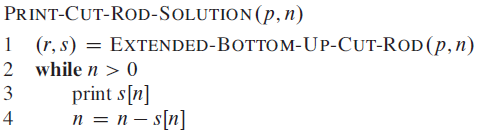 PRINT-CUT-ROD-SOLUTION(p, n)
1 (r, s) = EXTENDED-BOTTOM-UP-CUT-ROD(p, n)
2 while n > 0
3 print s[n]
4 n = n − s[n]